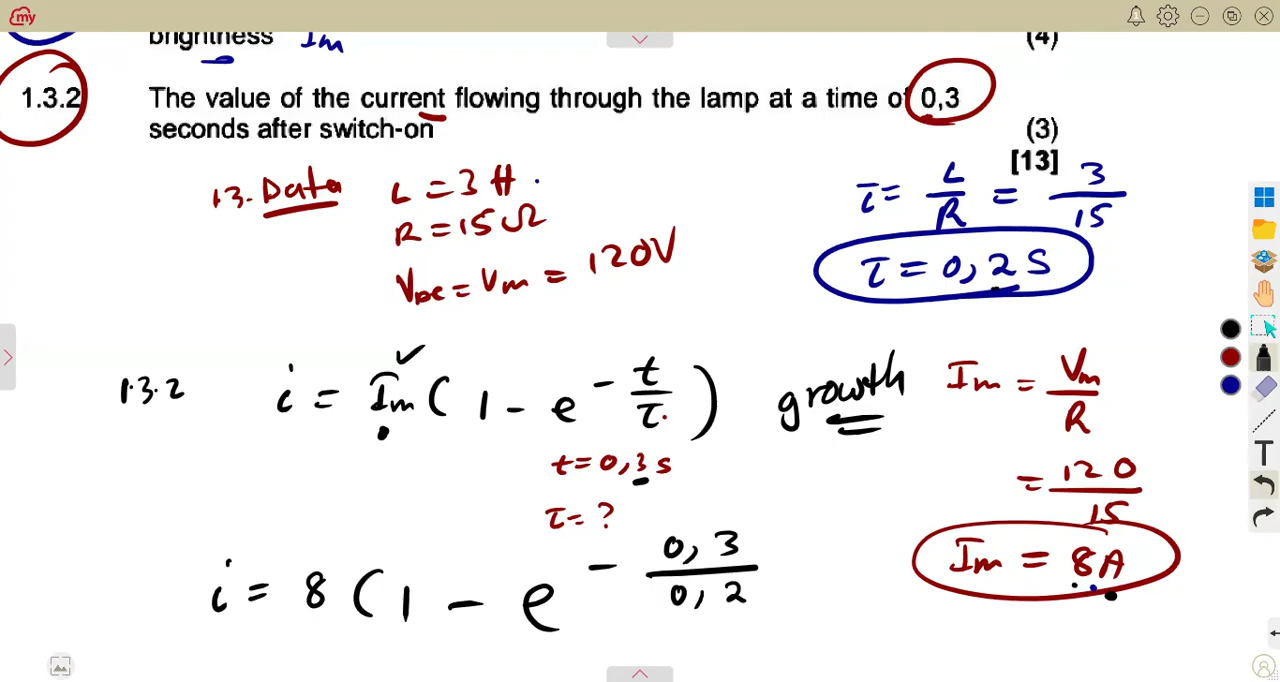 my
brightness Im
(4)
1.3.2 The value of the current flowing through the lamp at a time of 0,3
seconds after switch-on
(3)
[13]
13. Data L = 3 H
R = 15 Ω
VDC = Vm = 120V
τ = L/R = 3/15
τ = 0,2 S
1.3.2 i = Im ( 1 - e - t/τ ) growth
t = 0,3 s
τ = ?
Im = Vm/R
= 120/15
Im = 8A
i = 8 ( 1 - e - 0,3/0,2
T